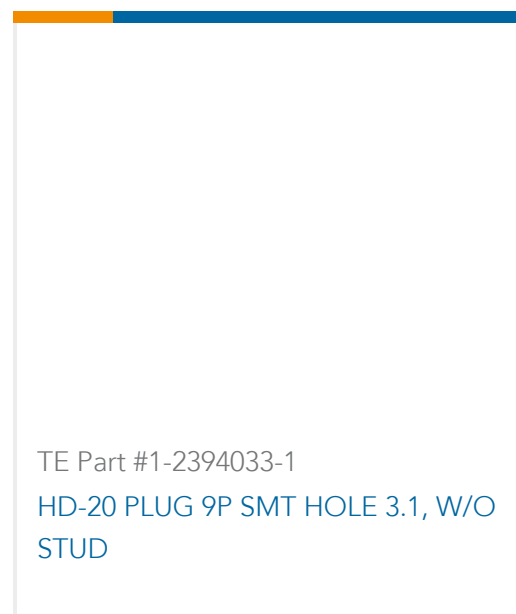 TE Part #1-2394033-1
HD-20 PLUG 9P SMT HOLE 3.1, W/O
STUD